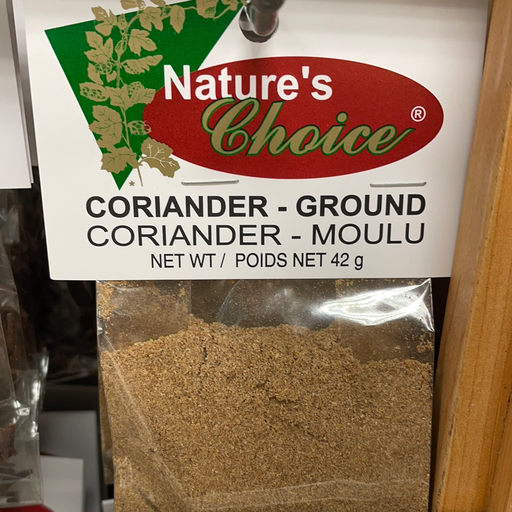 Nature's
Choice®
CORIANDER - GROUND
CORIANDER - MOULU
NET WT / POIDS NET 42 g